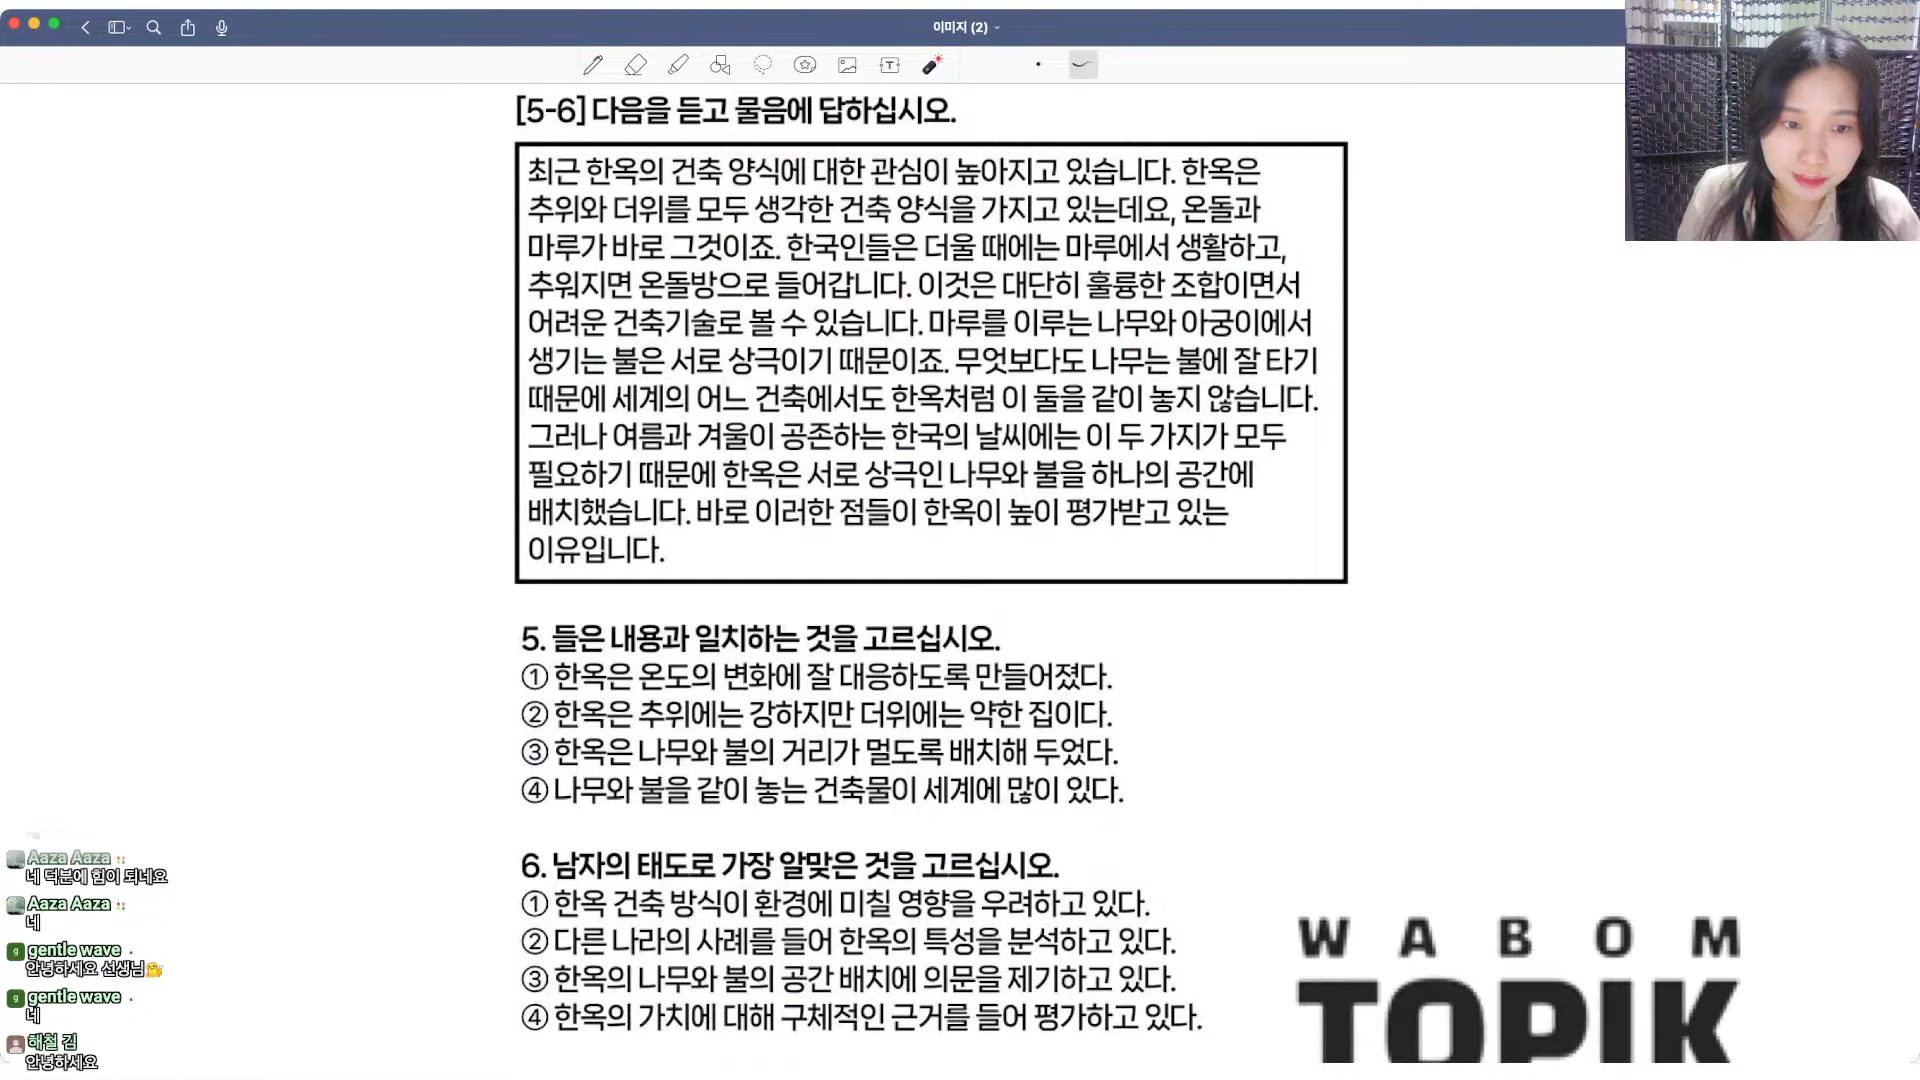 이미지 (2)
[5-6] 다음을 듣고 물음에 답하십시오.
최근 한옥의 건축 양식에 대한 관심이 높아지고 있습니다. 한옥은
추위와 더위를 모두 생각한 건축 양식을 가지고 있는데요, 온돌과
마루가 바로 그것이죠. 한국인들은 더울 때에는 마루에서 생활하고,
추워지면 온돌방으로 들어갑니다. 이것은 대단히 훌륭한 조합이면서
어려운 건축기술로 볼 수 있습니다. 마루를 이루는 나무와 아궁이에서
생기는 불은 서로 상극이기 때문이죠. 무엇보다도 나무는 불에 잘 타기
때문에 세계의 어느 건축에서도 한옥처럼 이 둘을 같이 놓지 않습니다.
그러나 여름과 겨울이 공존하는 한국의 날씨에는 이 두 가지가 모두
필요하기 때문에 한옥은 서로 상극인 나무와 불을 하나의 공간에
배치했습니다. 바로 이러한 점들이 한옥이 높이 평가받고 있는
이유입니다.
5. 들은 내용과 일치하는 것을 고르십시오.
① 한옥은 온도의 변화에 잘 대응하도록 만들어졌다.
② 한옥은 추위에는 강하지만 더위에는 약한 집이다.
③ 한옥은 나무와 불의 거리가 멀도록 배치해 두었다.
④ 나무와 불을 같이 놓는 건축물이 세계에 많이 있다.
6. 남자의 태도로 가장 알맞은 것을 고르십시오.
① 한옥 건축 방식이 환경에 미칠 영향을 우려하고 있다.
② 다른 나라의 사례를 들어 한옥의 특성을 분석하고 있다.
③ 한옥의 나무와 불의 공간 배치에 의문을 제기하고 있다.
④ 한옥의 가치에 대해 구체적인 근거를 들어 평가하고 있다.
WABOM
TOPIK
Aaza Aaza
네 덕분에 힘이 되네요
Aaza Aaza
네
gentle wave
안녕하세요 선생님
gentle wave
네
해철 김
안녕하세요